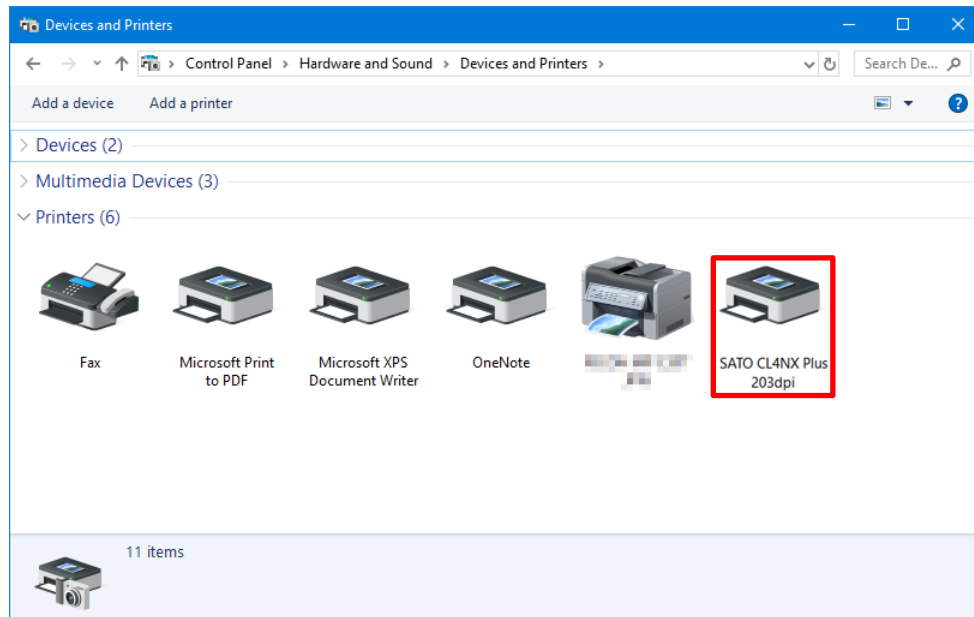 Devices and Printers
Control Panel > Hardware and Sound > Devices and Printers >
Search De...
Add a device Add a printer
Devices (2)
Multimedia Devices (3)
Printers (6)
Fax
Microsoft Print
to PDF
Microsoft XPS
Document Writer
OneNote
SATO CL4NX Plus
203dpi
11 items